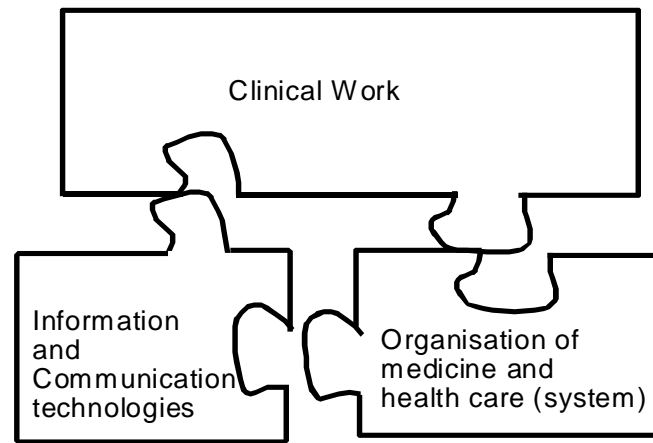 Clinical Work
Information
and
Communication
technologies
Organisation of
medicine and
health care (system)